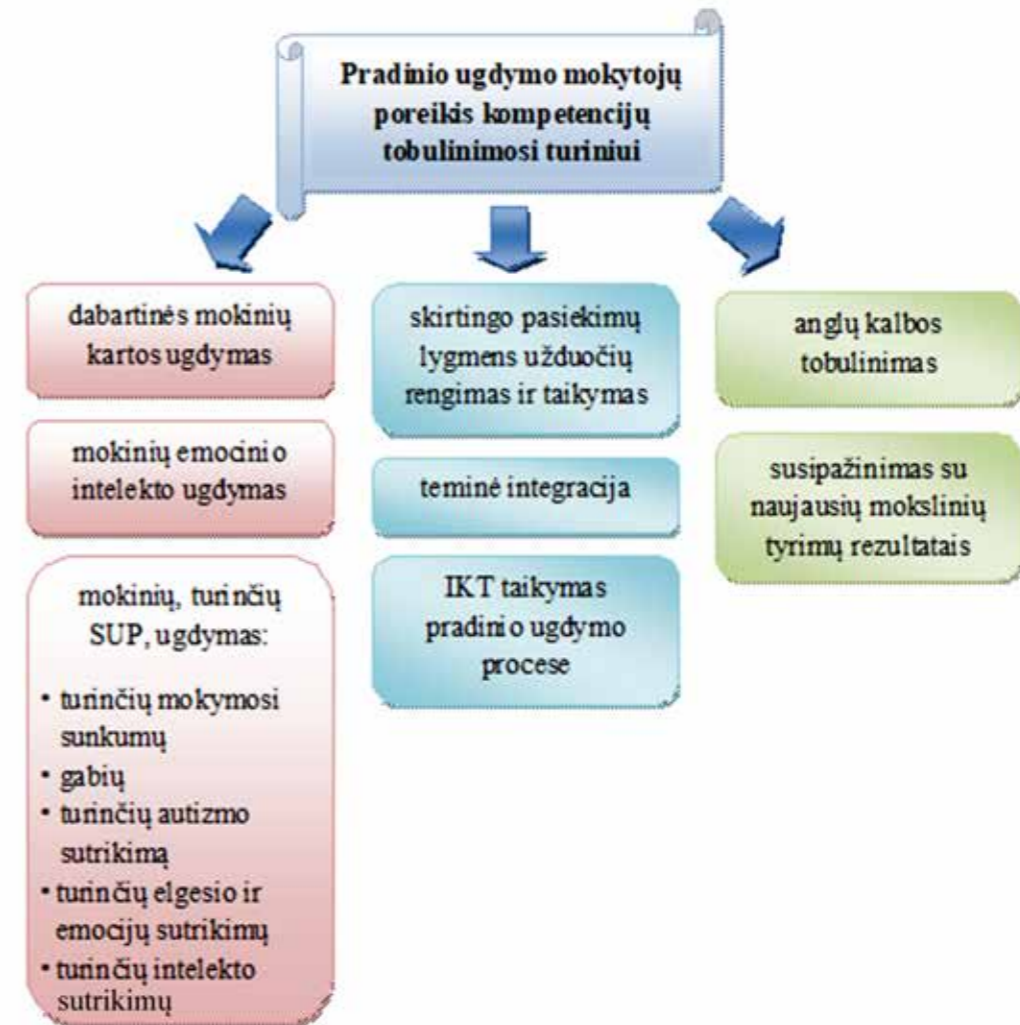 Pradinio ugdymo mokytojų
poreikis kompetencijų
tobulinimosi turiniui
dabartinės mokinių
kartos ugdymas
mokinių emocinio
intelekto ugdymas
mokinių, turinčių
SUP, ugdymas:
• turinčių mokymosi
sunkumų
• gabių
• turinčių autizmo
sutrikimą
• turinčių elgesio ir
emocijų sutrikimų
• turinčių intelekto
sutrikimų
skirtingo pasiekimų
lygmens užduočių
rengimas ir taikymas
teminė integracija
IKT taikymas
pradinio ugdymo
procese
anglų kalbos
tobulinimas
susipažinimas su
naujausių mokslinių
tyrimų rezultatais